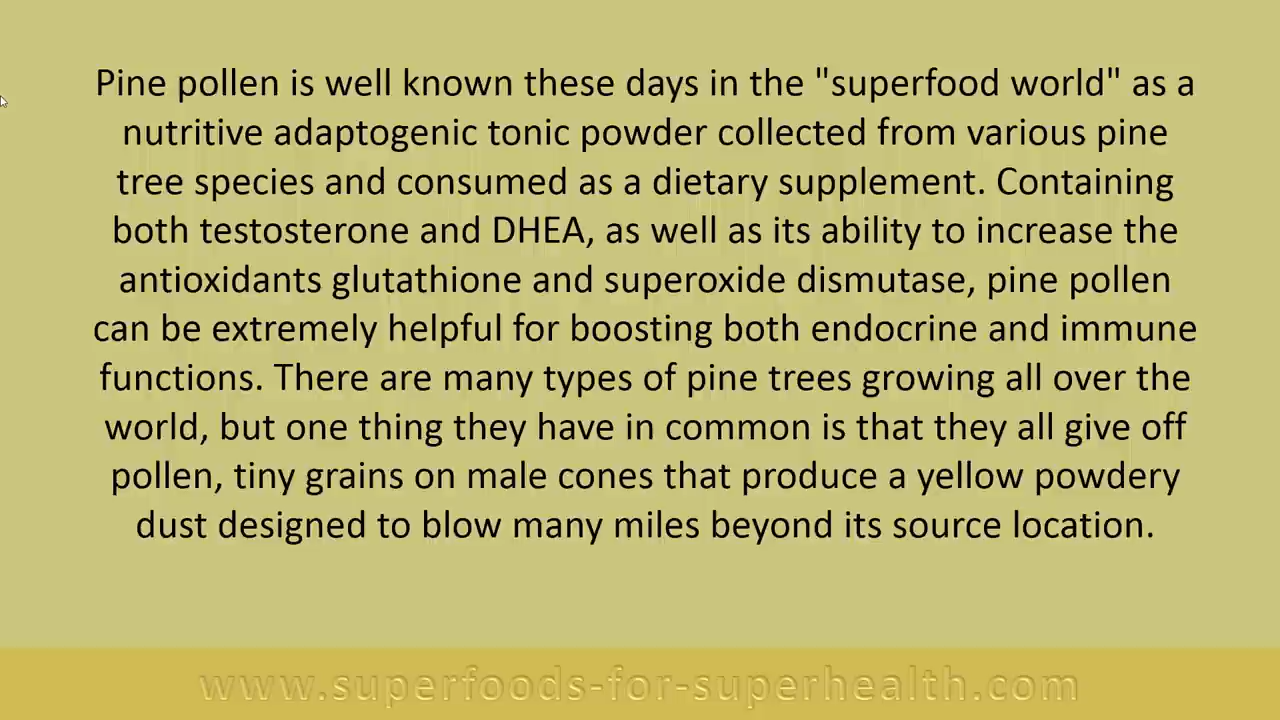 Pine pollen is well known these days in the "superfood world" as a
nutritive adaptogenic tonic powder collected from various pine
tree species and consumed as a dietary supplement. Containing
both testosterone and DHEA, as well as its ability to increase the
antioxidants glutathione and superoxide dismutase, pine pollen
can be extremely helpful for boosting both endocrine and immune
functions. There are many types of pine trees growing all over the
world, but one thing they have in common is that they all give off
pollen, tiny grains on male cones that produce a yellow powdery
dust designed to blow many miles beyond its source location.
www.superfoods-for-superhealth.com